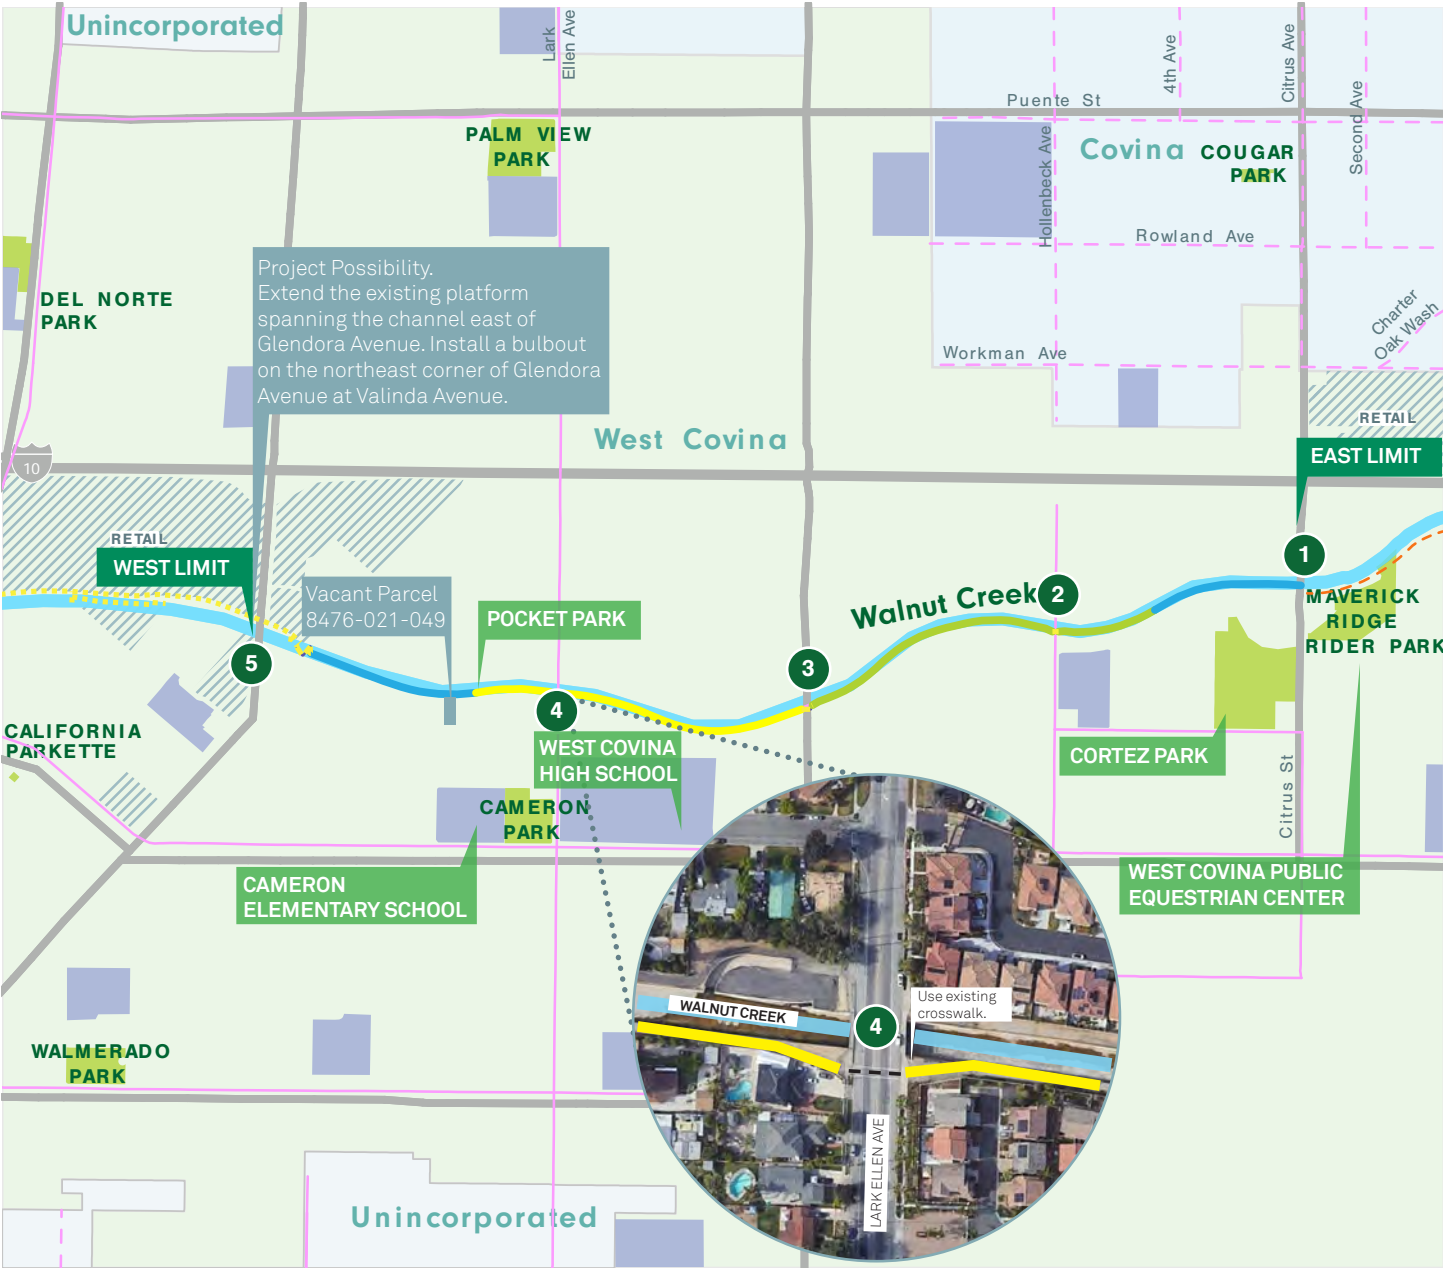 Unincorporated
Lark
Ellen Ave
4th Ave
Citrus Ave
Second Ave
Puente St
PALM VIEW
PARK
Hollenbeck Ave
Covina
COUGAR
PARK
Rowland Ave
Project Possibility.
Extend the existing platform
spanning the channel east of
Glendora Avenue. Install a bulbout
on the northeast corner of Glendora
Avenue at Valinda Avenue.
DEL NORTE
PARK
Charter
Oak Wash
Workman Ave
RETAIL
West Covina
EAST LIMIT
10
RETAIL
WEST LIMIT
1
Vacant Parcel
8476-021-049
POCKET PARK
Walnut Creek
2
MAVERICK
RIDGE
RIDER PARK
5
3
4
CALIFORNIA
PARKETTE
WEST COVINA
HIGH SCHOOL
CORTEZ PARK
Citrus St
CAMERON
PARK
CAMERON
ELEMENTARY SCHOOL
WEST COVINA PUBLIC
EQUESTRIAN CENTER
WALNUT CREEK
4
Use existing
crosswalk.
LARK ELLEN AVE
WALMERADO
PARK
Unincorporated